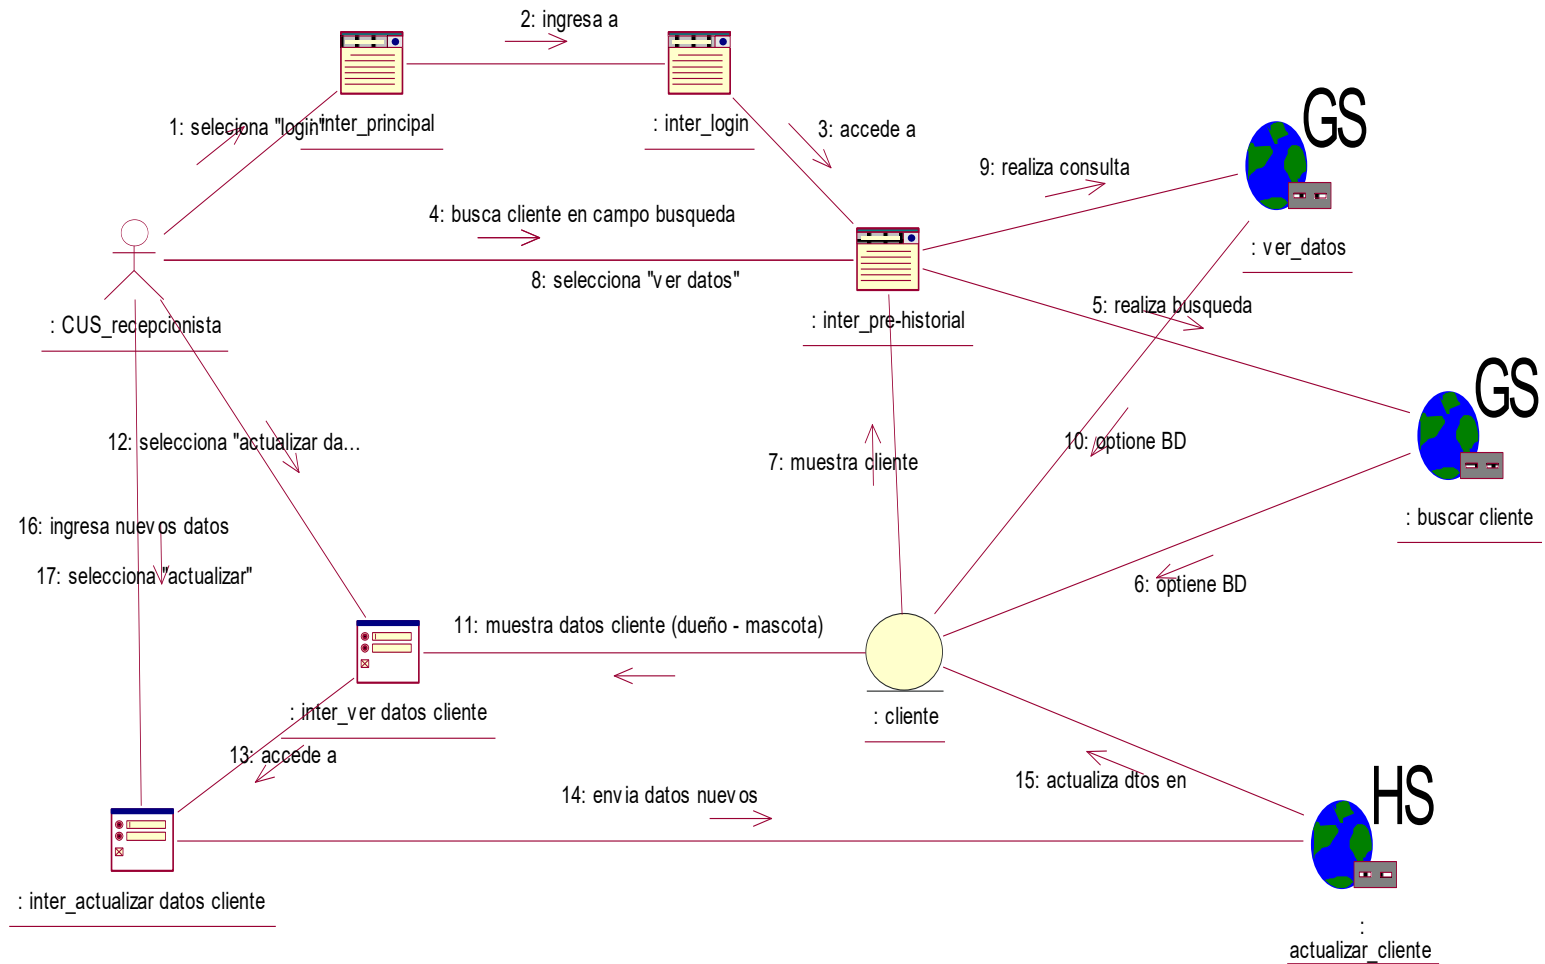 2: ingresa a
1: seleciona "login"
: inter_principal
: inter_login
3: accede a
GS
9: realiza consulta
4: busca cliente en campo busqueda
: ver_datos
8: selecciona "ver datos"
5: realiza busqueda
: CUS_recepcionista
: inter_pre-historial
GS
12: selecciona "actualizar da...
10: optione BD
7: muestra cliente
16: ingresa nuevos datos
: buscar cliente
17: selecciona "actualizar"
6: optiene BD
11: muestra datos cliente (dueño - mascota)
: inter_ver datos cliente
: cliente
13: accede a
15: actualiza dtos en
HS
14: envia datos nuevos
: inter_actualizar datos cliente
:
actualizar_cliente